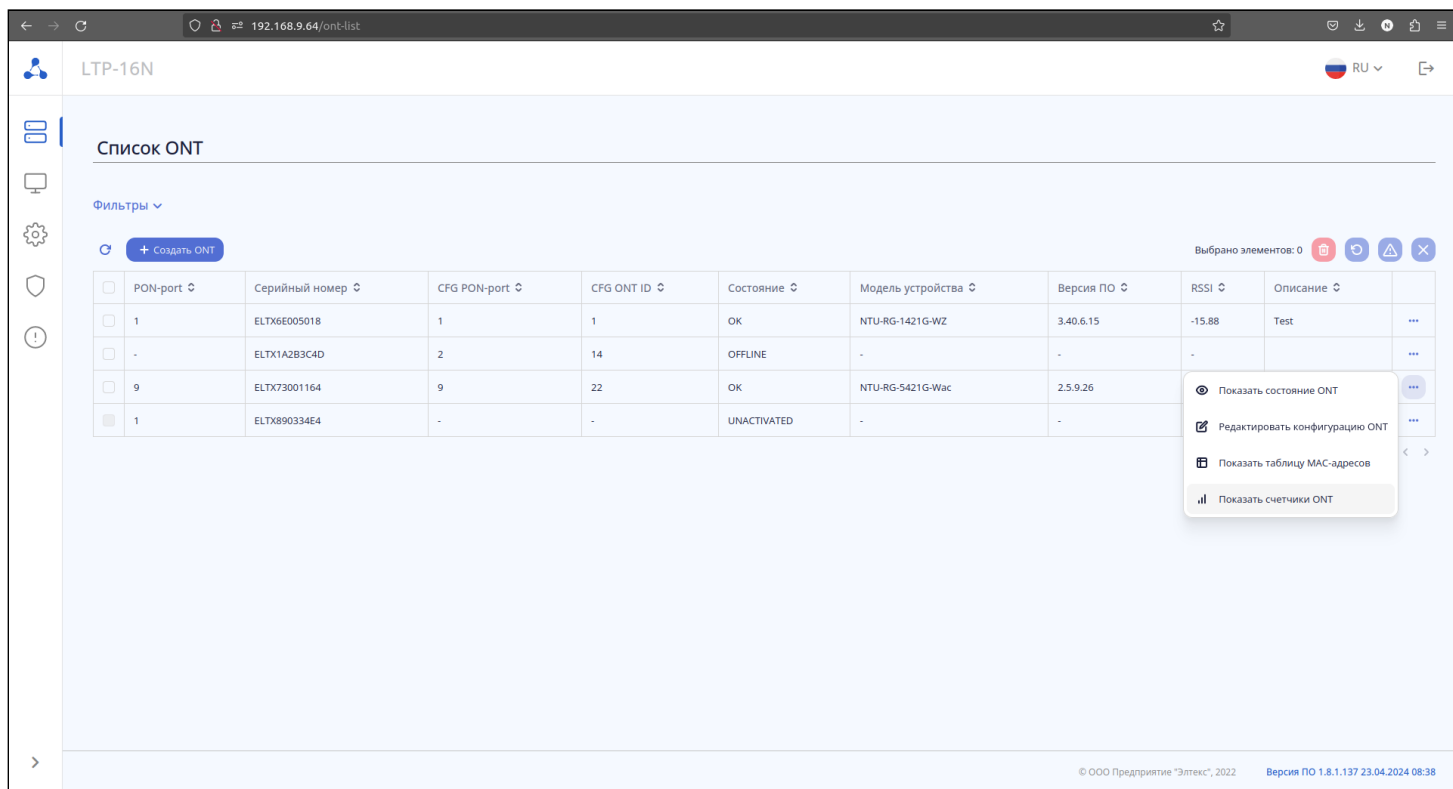 192.168.9.64/ont-list
LTP-16N
RU
Список ONT
Фильтры
+ Создать ONT
Выбрано элементов: 0
PON-port Серийный номер CFG PON-port CFG ONT ID Состояние Модель устройства Версия ПО RSSI Описание
1 ELTX6E005018 1 1 OK NTU-RG-1421G-WZ 3.40.6.15 -15.88 Test ...
- ELTX1A2B3C4D 2 14 OFFLINE - - - ...
9 ELTX73001164 9 22 OK NTU-RG-5421G-Wac 2.5.9.26 ...
1 ELTX890334E4 - - UNACTIVATED - - ...
Показать состояние ONT
Редактировать конфигурацию ONT
Показать таблицу MAC-адресов
Показать счетчики ONT
© ООО Предприятие "Элтекс", 2022 Версия ПО 1.8.1.137 23.04.2024 08:38